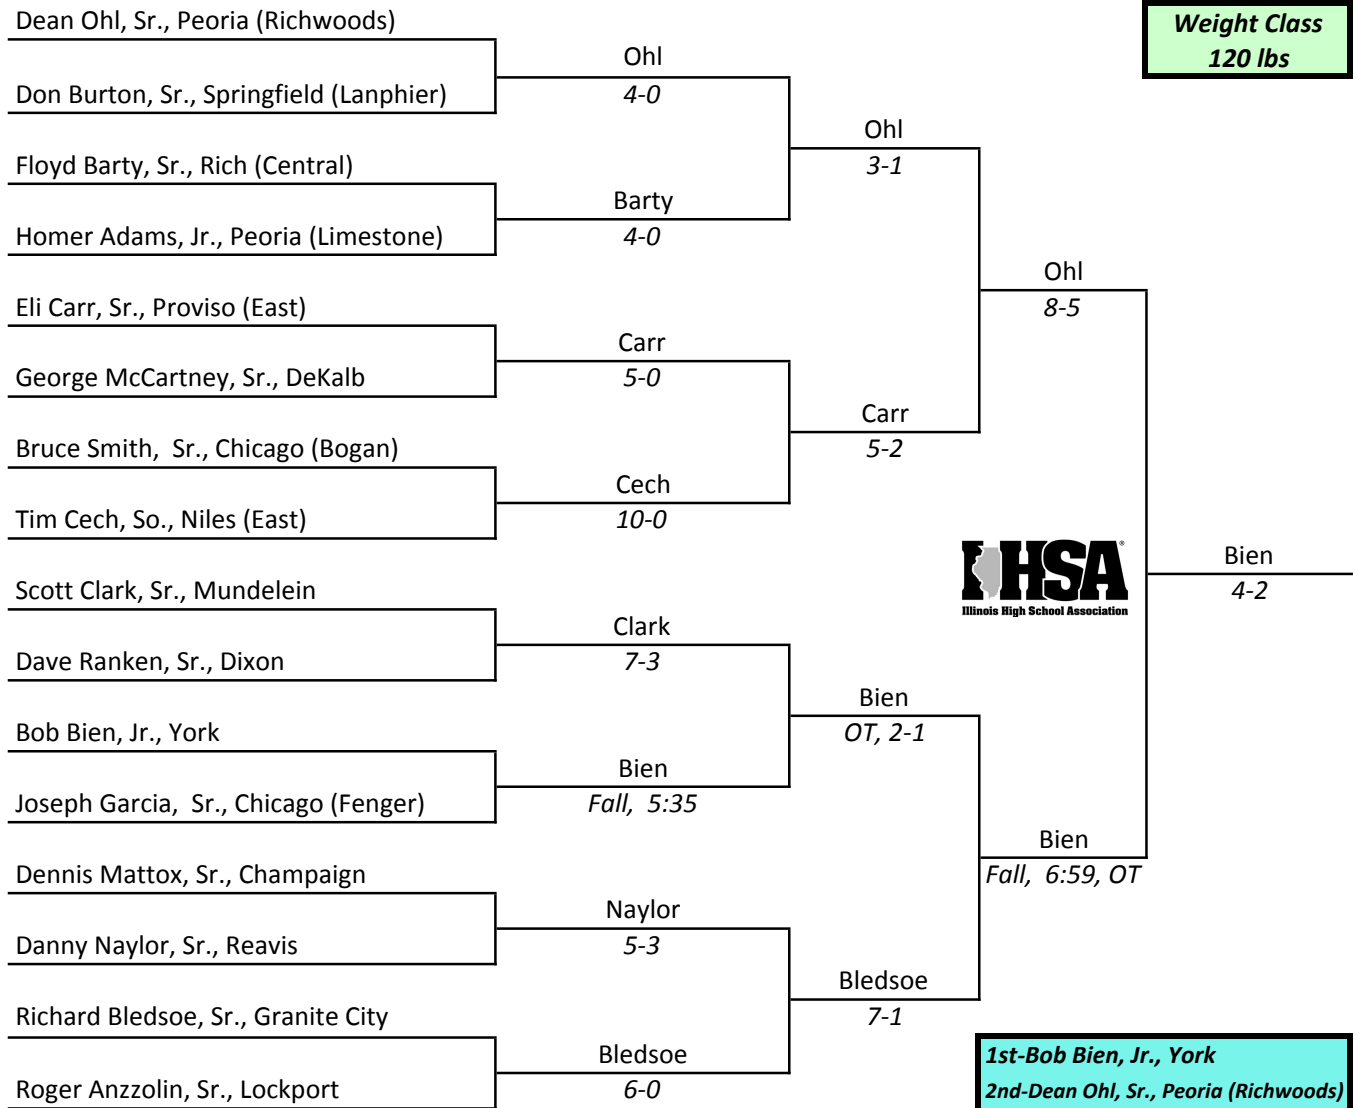 Dean Ohl, Sr., Peoria (Richwoods)
Weight Class
120 lbs
Ohl
Don Burton, Sr., Springfield (Lanphier)
4-0
Ohl
Floyd Barty, Sr., Rich (Central)
3-1
Barty
Homer Adams, Jr., Peoria (Limestone)
4-0
Ohl
Eli Carr, Sr., Proviso (East)
8-5
Carr
George McCartney, Sr., DeKalb
5-0
Carr
Bruce Smith,  Sr., Chicago (Bogan)
5-2
Cech
Tim Cech, So., Niles (East)
10-0
IHSA®
Illinois High School Association
Bien
Scott Clark, Sr., Mundelein
4-2
Clark
Dave Ranken, Sr., Dixon
7-3
Bien
Bob Bien, Jr., York
OT, 2-1
Bien
Joseph Garcia,  Sr., Chicago (Fenger)
Fall,  5:35
Bien
Dennis Mattox, Sr., Champaign
Fall,  6:59, OT
Naylor
Danny Naylor, Sr., Reavis
5-3
Bledsoe
Richard Bledsoe, Sr., Granite City
7-1
Bledsoe
1st-Bob Bien, Jr., York
Roger Anzzolin, Sr., Lockport
6-0
2nd-Dean Ohl, Sr., Peoria (Richwoods)